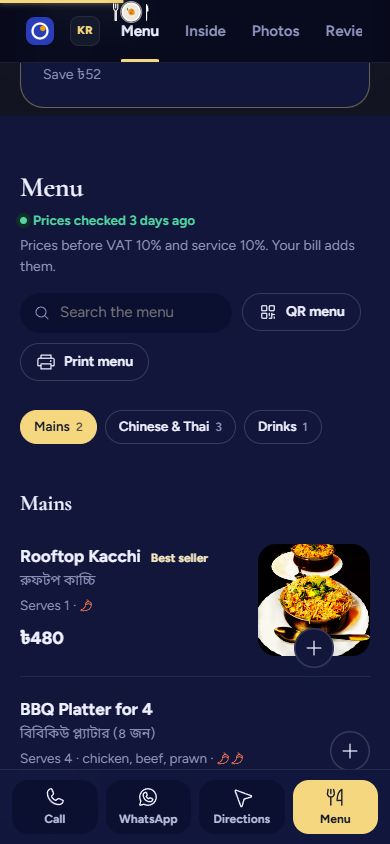 KR
Menu
Inside
Photos
Revie
Save ৳52
Menu
Prices checked 3 days ago
Prices before VAT 10% and service 10%. Your bill adds
them.
Search the menu
QR menu
Print menu
Mains 2
Chinese & Thai 3
Drinks 1
Mains
Rooftop Kacchi Best seller
রুফটপ কাচ্চি
Serves 1 ·
৳480
BBQ Platter for 4
বিবিকিউ প্ল্যাটার (৪ জন)
Serves 4 · chicken, beef, prawn ·
Call
WhatsApp
Directions
Menu